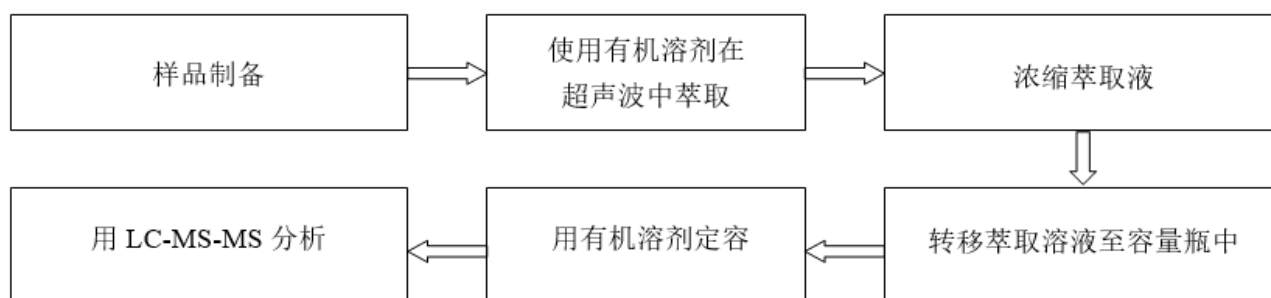 样品制备
使用有机溶剂在
超声波中萃取
浓缩萃取液
转移萃取溶液至容量瓶中
用有机溶剂定容
用 LC-MS-MS 分析